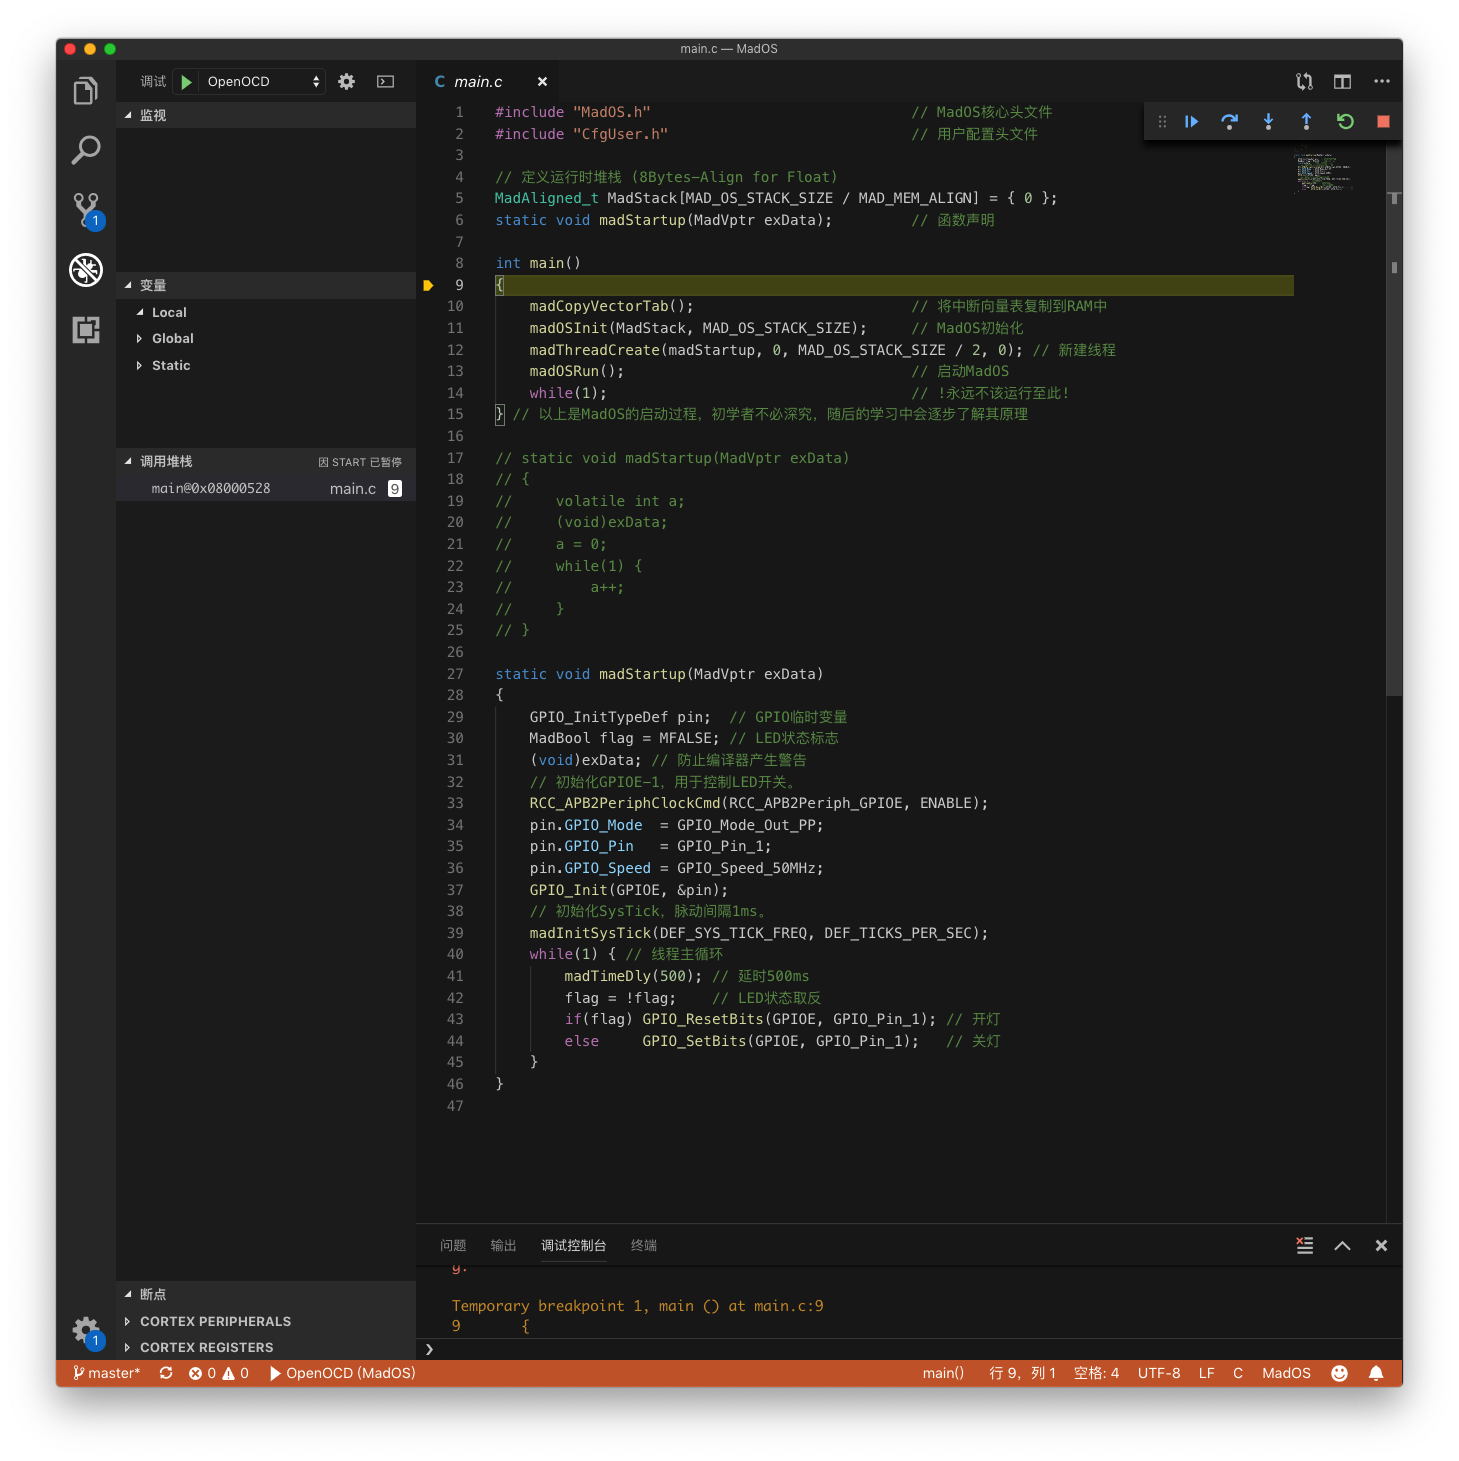 main.c — MadOS
调试 OpenOCD
C main.c
监视
变量
Local
Global
Static
调用堆栈 因 START 已暂停
main@0x08000528 main.c 9
断点
CORTEX PERIPHERALS
CORTEX REGISTERS
1
1
1 #include "MadOS.h" // MadOS核心头文件
2 #include "CfgUser.h" // 用户配置头文件
3
4 // 定义运行时堆栈 (8Bytes-Align for Float)
5 MadAligned_t MadStack[MAD_OS_STACK_SIZE / MAD_MEM_ALIGN] = { 0 };
6 static void madStartup(MadVptr exData); // 函数声明
7
8 int main()
9 {
10 madCopyVectorTab(); // 将中断向量表复制到RAM中
11 madOSInit(MadStack, MAD_OS_STACK_SIZE); // MadOS初始化
12 madThreadCreate(madStartup, 0, MAD_OS_STACK_SIZE / 2, 0); // 新建线程
13 madOSRun(); // 启动MadOS
14 while(1); // !永远不该运行至此!
15 } // 以上是MadOS的启动过程，初学者不必深究，随后的学习中会逐步了解其原理
16
17 // static void madStartup(MadVptr exData)
18 // {
19 // volatile int a;
20 // (void)exData;
21 // a = 0;
22 // while(1) {
23 // a++;
24 // }
25 // }
26
27 static void madStartup(MadVptr exData)
28 {
29 GPIO_InitTypeDef pin; // GPIO临时变量
30 MadBool flag = MFALSE; // LED状态标志
31 (void)exData; // 防止编译器产生警告
32 // 初始化GPIOE-1，用于控制LED开关。
33 RCC_APB2PeriphClockCmd(RCC_APB2Periph_GPIOE, ENABLE);
34 pin.GPIO_Mode = GPIO_Mode_Out_PP;
35 pin.GPIO_Pin = GPIO_Pin_1;
36 pin.GPIO_Speed = GPIO_Speed_50MHz;
37 GPIO_Init(GPIOE, &pin);
38 // 初始化SysTick，脉动间隔1ms。
39 madInitSysTick(DEF_SYS_TICK_FREQ, DEF_TICKS_PER_SEC);
40 while(1) { // 线程主循环
41 madTimeDly(500); // 延时500ms
42 flag = !flag; // LED状态取反
43 if(flag) GPIO_ResetBits(GPIOE, GPIO_Pin_1); // 开灯
44 else GPIO_SetBits(GPIOE, GPIO_Pin_1); // 关灯
45 }
46 }
47
问题 输出 调试控制台 终端
g.
Temporary breakpoint 1, main () at main.c:9
9 {
❯
master* 0 0 OpenOCD (MadOS) main() 行 9，列 1 空格: 4 UTF-8 LF C MadOS